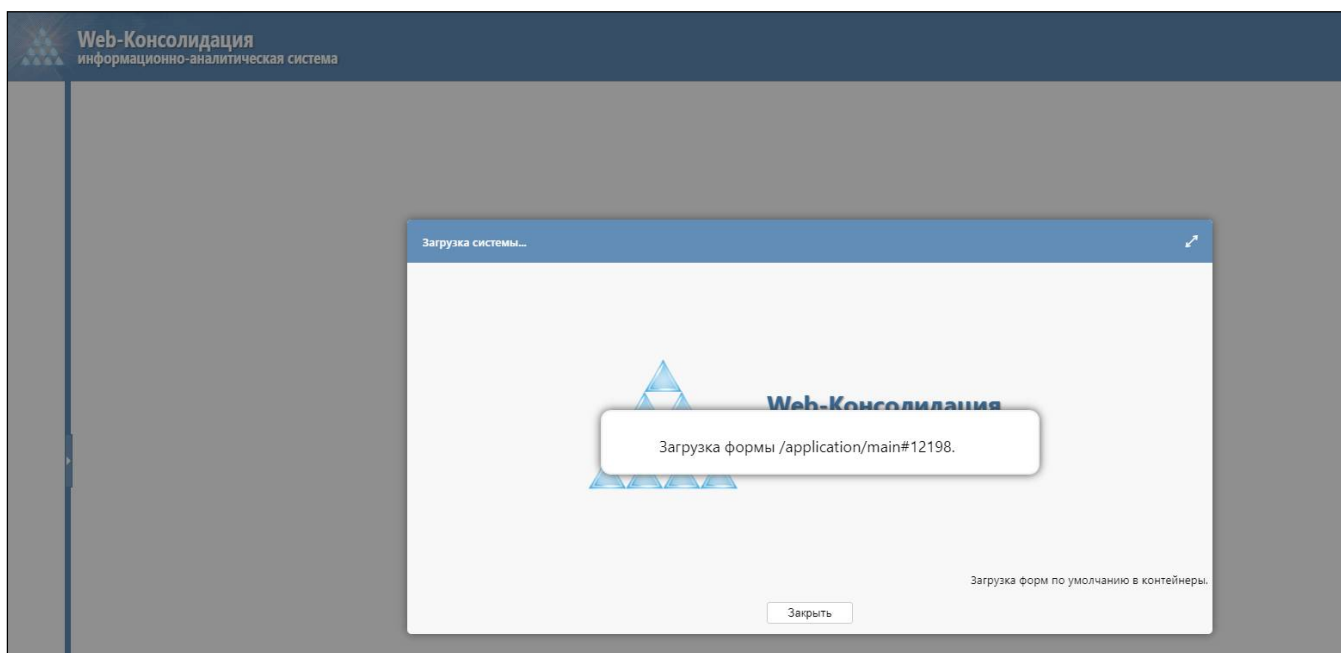 Web-Консолидация
информационно-аналитическая система
Загрузка системы...
Web-Консолидация
Загрузка формы /application/main#12198.
Загрузка форм по умолчанию в контейнеры.
Закрыть